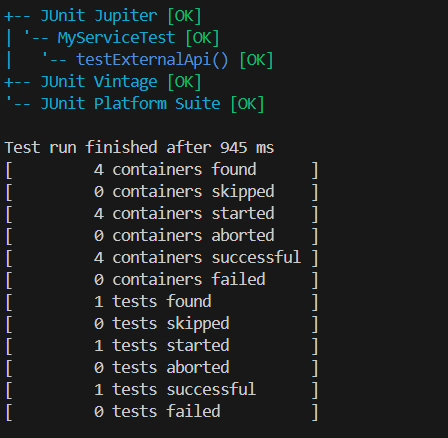 +-- JUnit Jupiter [OK]
| '-- MyServiceTest [OK]
|   '-- testExternalApi() [OK]
+-- JUnit Vintage [OK]
'-- JUnit Platform Suite [OK]

Test run finished after 945 ms
[         4 containers found      ]
[         0 containers skipped    ]
[         4 containers started    ]
[         0 containers aborted    ]
[         4 containers successful ]
[         0 containers failed     ]
[         1 tests found           ]
[         0 tests skipped         ]
[         1 tests started         ]
[         0 tests aborted         ]
[         1 tests successful      ]
[         0 tests failed          ]